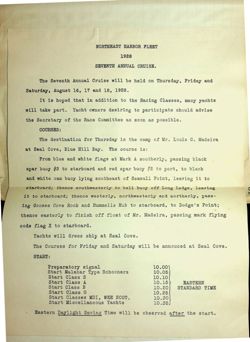 NORTHEAST HARBOR FLEET
1928
SEVENTH ANNUAL CRUISE.
The Seventh Annual Cruise will be held on Thursday, Friday and
Saturday, August 16, 17 and 18, 1928.
It is hoped that in addition to the Racing Classes, many yachts
will take part. Yacht owners desiring to participate should advise
the Secretary of the Race Committee as soon as possible.
COURSES:
The destination for Thursday is the camp of Mr. Louis C. Madeira
at Seal Cove, Blue Hill Bay. The course is:
From blue and white flags at Mark A southerly, passing black
spar buoy #3 to starboard and red spar buoy #2 to port, to black
and white can buoy lying southeast of Gunnell Point, leaving it to
starboard; thence southwesterly to bell buoy off Long Ledge, leaving
it to starboard; thence westerly, northwesterly and northerly, pass-
ing Goose Cove Rock and Nummells Hub to starboard, to Dodge's Point;
thence easterly to finish off float of Mr. Madeira, passing mark flying
code flag X to starboard.
Yachts will dress ship at Seal Cove.
The Courses for Friday and Saturday will be announced at Seal Cove.
START:
Preparatory signal 10.00)
Start Schooners 10.05)
Start Class 10.10)
Start Class A 10.15) EASTERN
Start Class B 10.20) STANDARD TIME
Start Class 10.25)
Start Classes MDI, WEE SCOT, 10.30)
Start Miscellaneous Yachts 10.35)
Eastern Daylight Saving Time will be observed after the start.